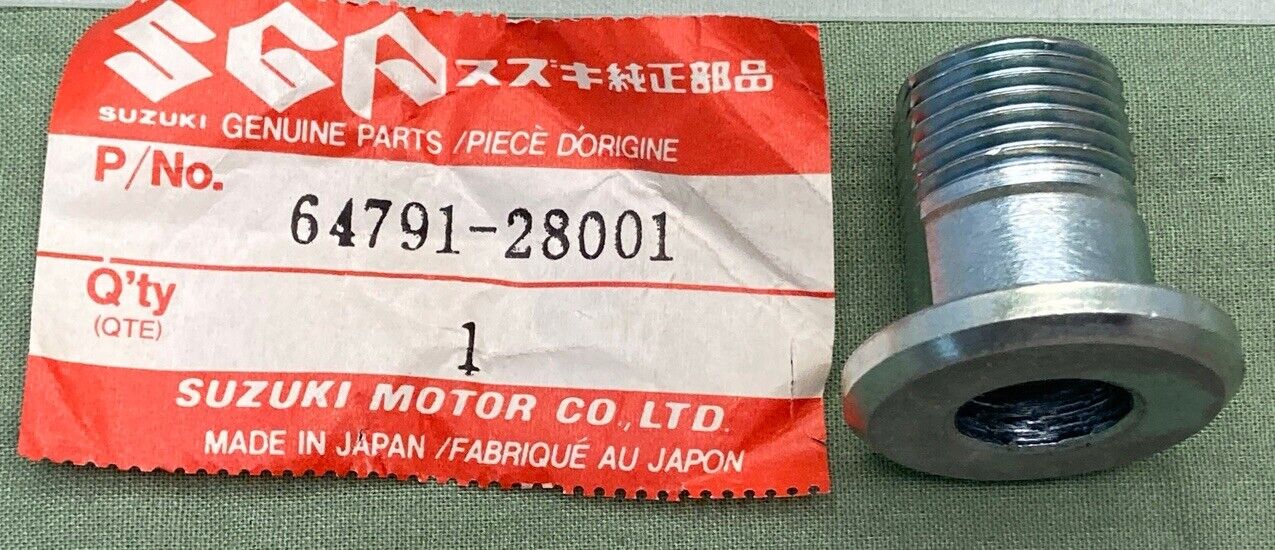 SGP スズキ純正部品
SUZUKI GENUINE PARTS /PIECÈ D'ORIGINE
P/No.
64791-28001
Q'ty
(QTE)
1
SUZUKI MOTOR CO.,LTD.
MADE IN JAPAN /FABRIQUÉ AU JAPON